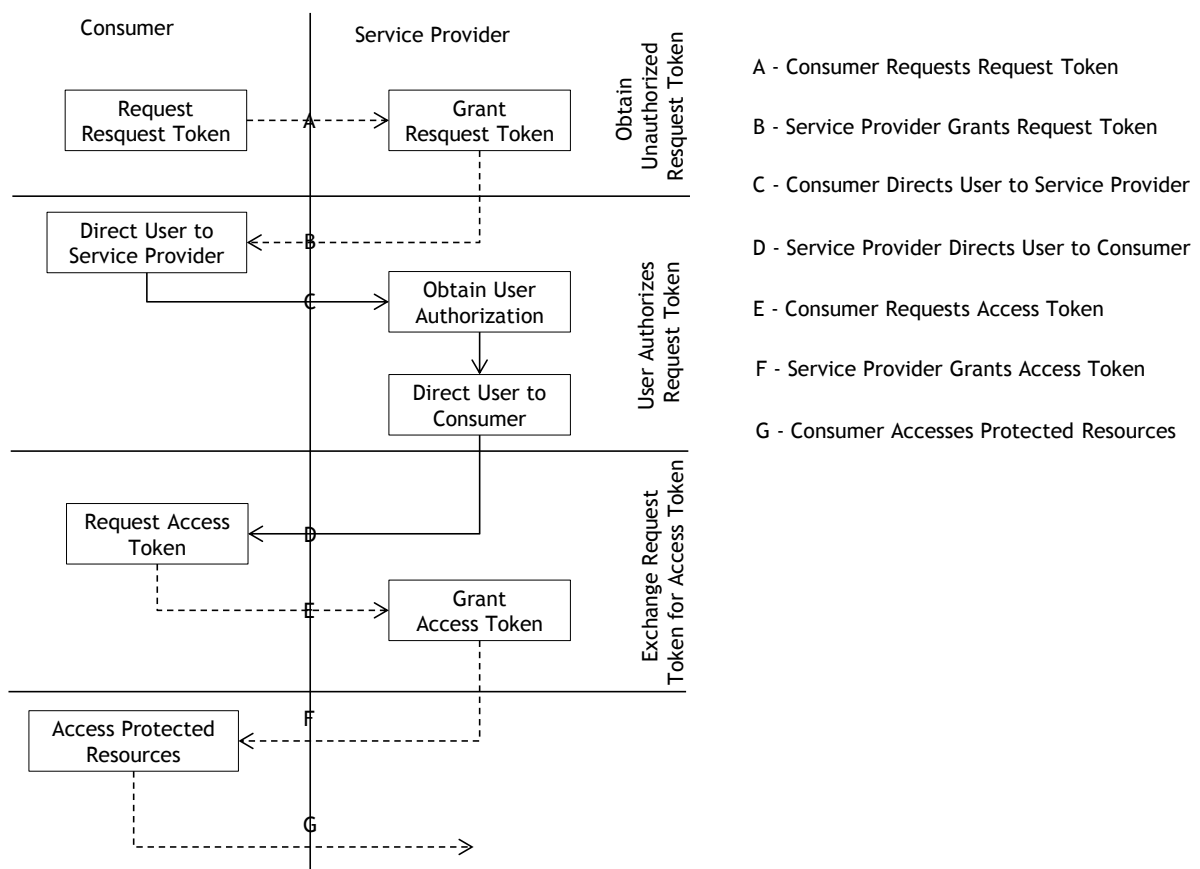 Consumer
Service Provider
Obtain
Unauthorized
Resquest Token
Request
Resquest Token
A
Grant
Resquest Token
Direct User to
Service Provider
B
C
Obtain User
Authorization
Direct User to
Consumer
User Authorizes
Request Token
Request Access
Token
D
E
Grant
Access Token
Exchange Request
Token for Access Token
Access Protected
Resources
F
G
A - Consumer Requests Request Token
B - Service Provider Grants Request Token
C - Consumer Directs User to Service Provider
D - Service Provider Directs User to Consumer
E - Consumer Requests Access Token
F - Service Provider Grants Access Token
G - Consumer Accesses Protected Resources